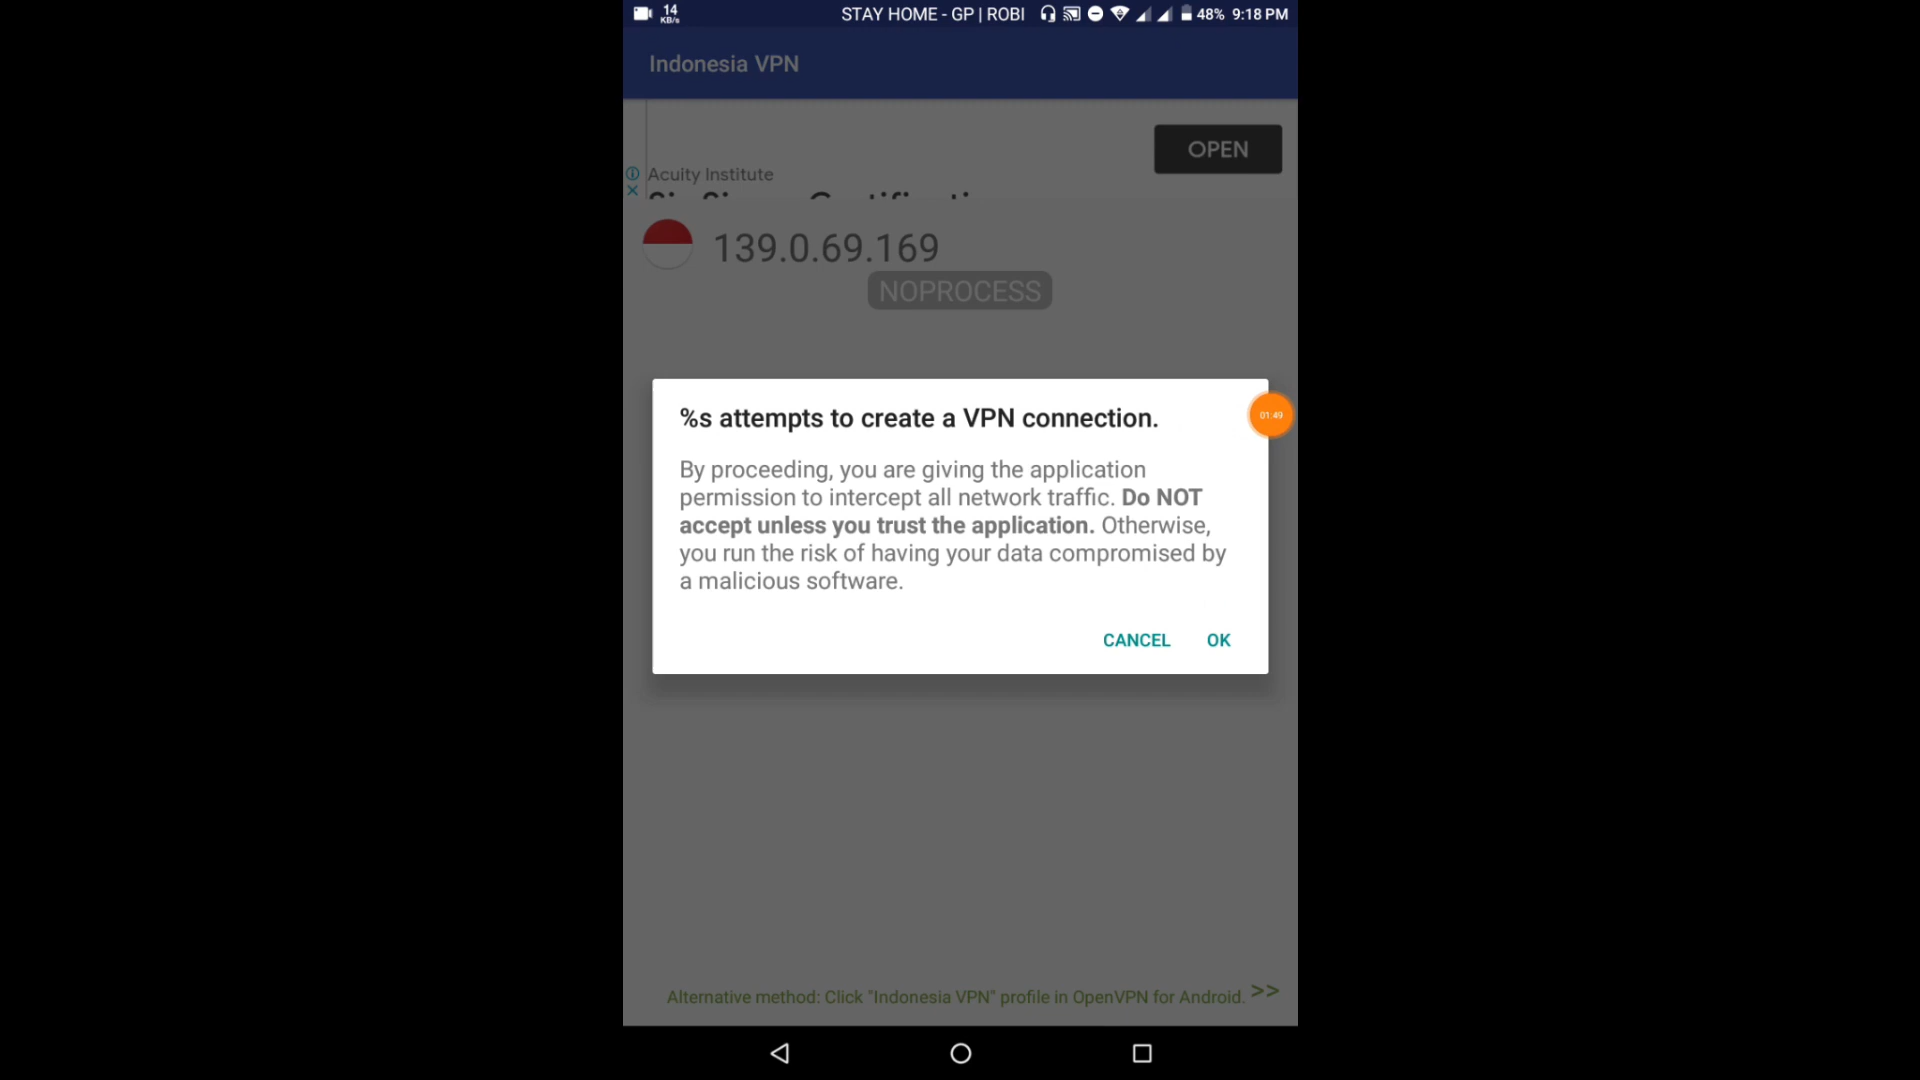 14
KB/s
STAY HOME - GP | ROBI
48% 9:18 PM
Indonesia VPN
OPEN
Acuity Institute
139.0.69.169
NOPROCESS
%s attempts to create a VPN connection.
01:49
By proceeding, you are giving the application
permission to intercept all network traffic. Do NOT
accept unless you trust the application. Otherwise,
you run the risk of having your data compromised by
a malicious software.
CANCEL OK
Alternative method: Click "Indonesia VPN" profile in OpenVPN for Android. >>